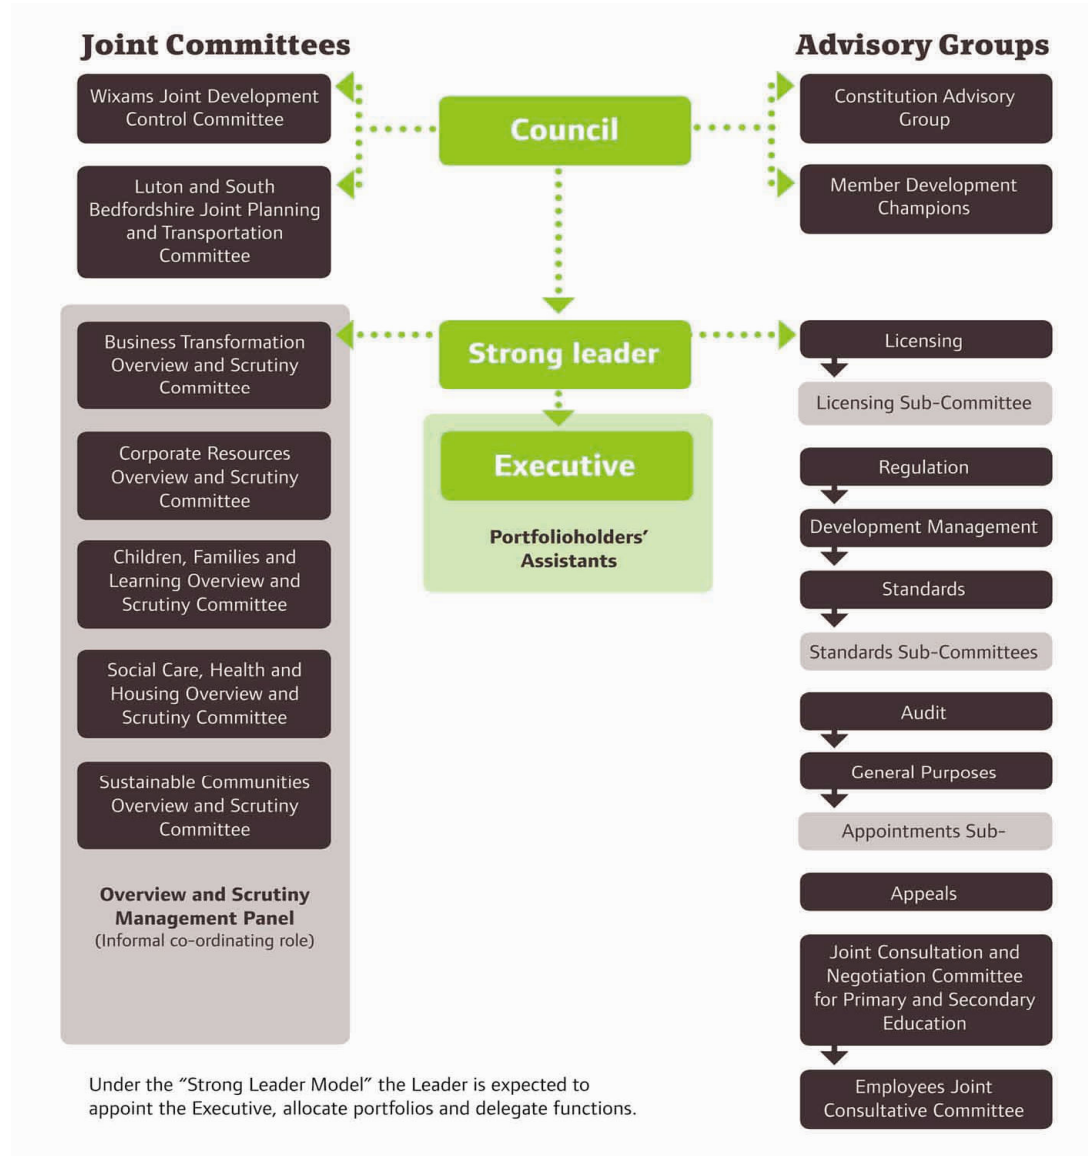 Joint Committees
Wixams Joint Development
Control Committee
Luton and South
Bedfordshire Joint Planning
and Transportation
Committee
Business Transformation
Overview and Scrutiny
Committee
Corporate Resources
Overview and Scrutiny
Committee
Children, Families and
Learning Overview and
Scrutiny Committee
Social Care, Health and
Housing Overview and
Scrutiny Committee
Sustainable Communities
Overview and Scrutiny
Committee
Overview and Scrutiny
Management Panel
(Informal co-ordinating role)
Council
Strong leader
Executive
Portfolioholders’
Assistants
Advisory Groups
Constitution Advisory
Group
Member Development
Champions
Licensing
Licensing Sub-Committee
Regulation
Development Management
Standards
Standards Sub-Committees
Audit
General Purposes
Appointments Sub-
Appeals
Joint Consultation and
Negotiation Committee
for Primary and Secondary
Education
Employees Joint
Consultative Committee
Under the “Strong Leader Model” the Leader is expected to
appoint the Executive, allocate portfolios and delegate functions.